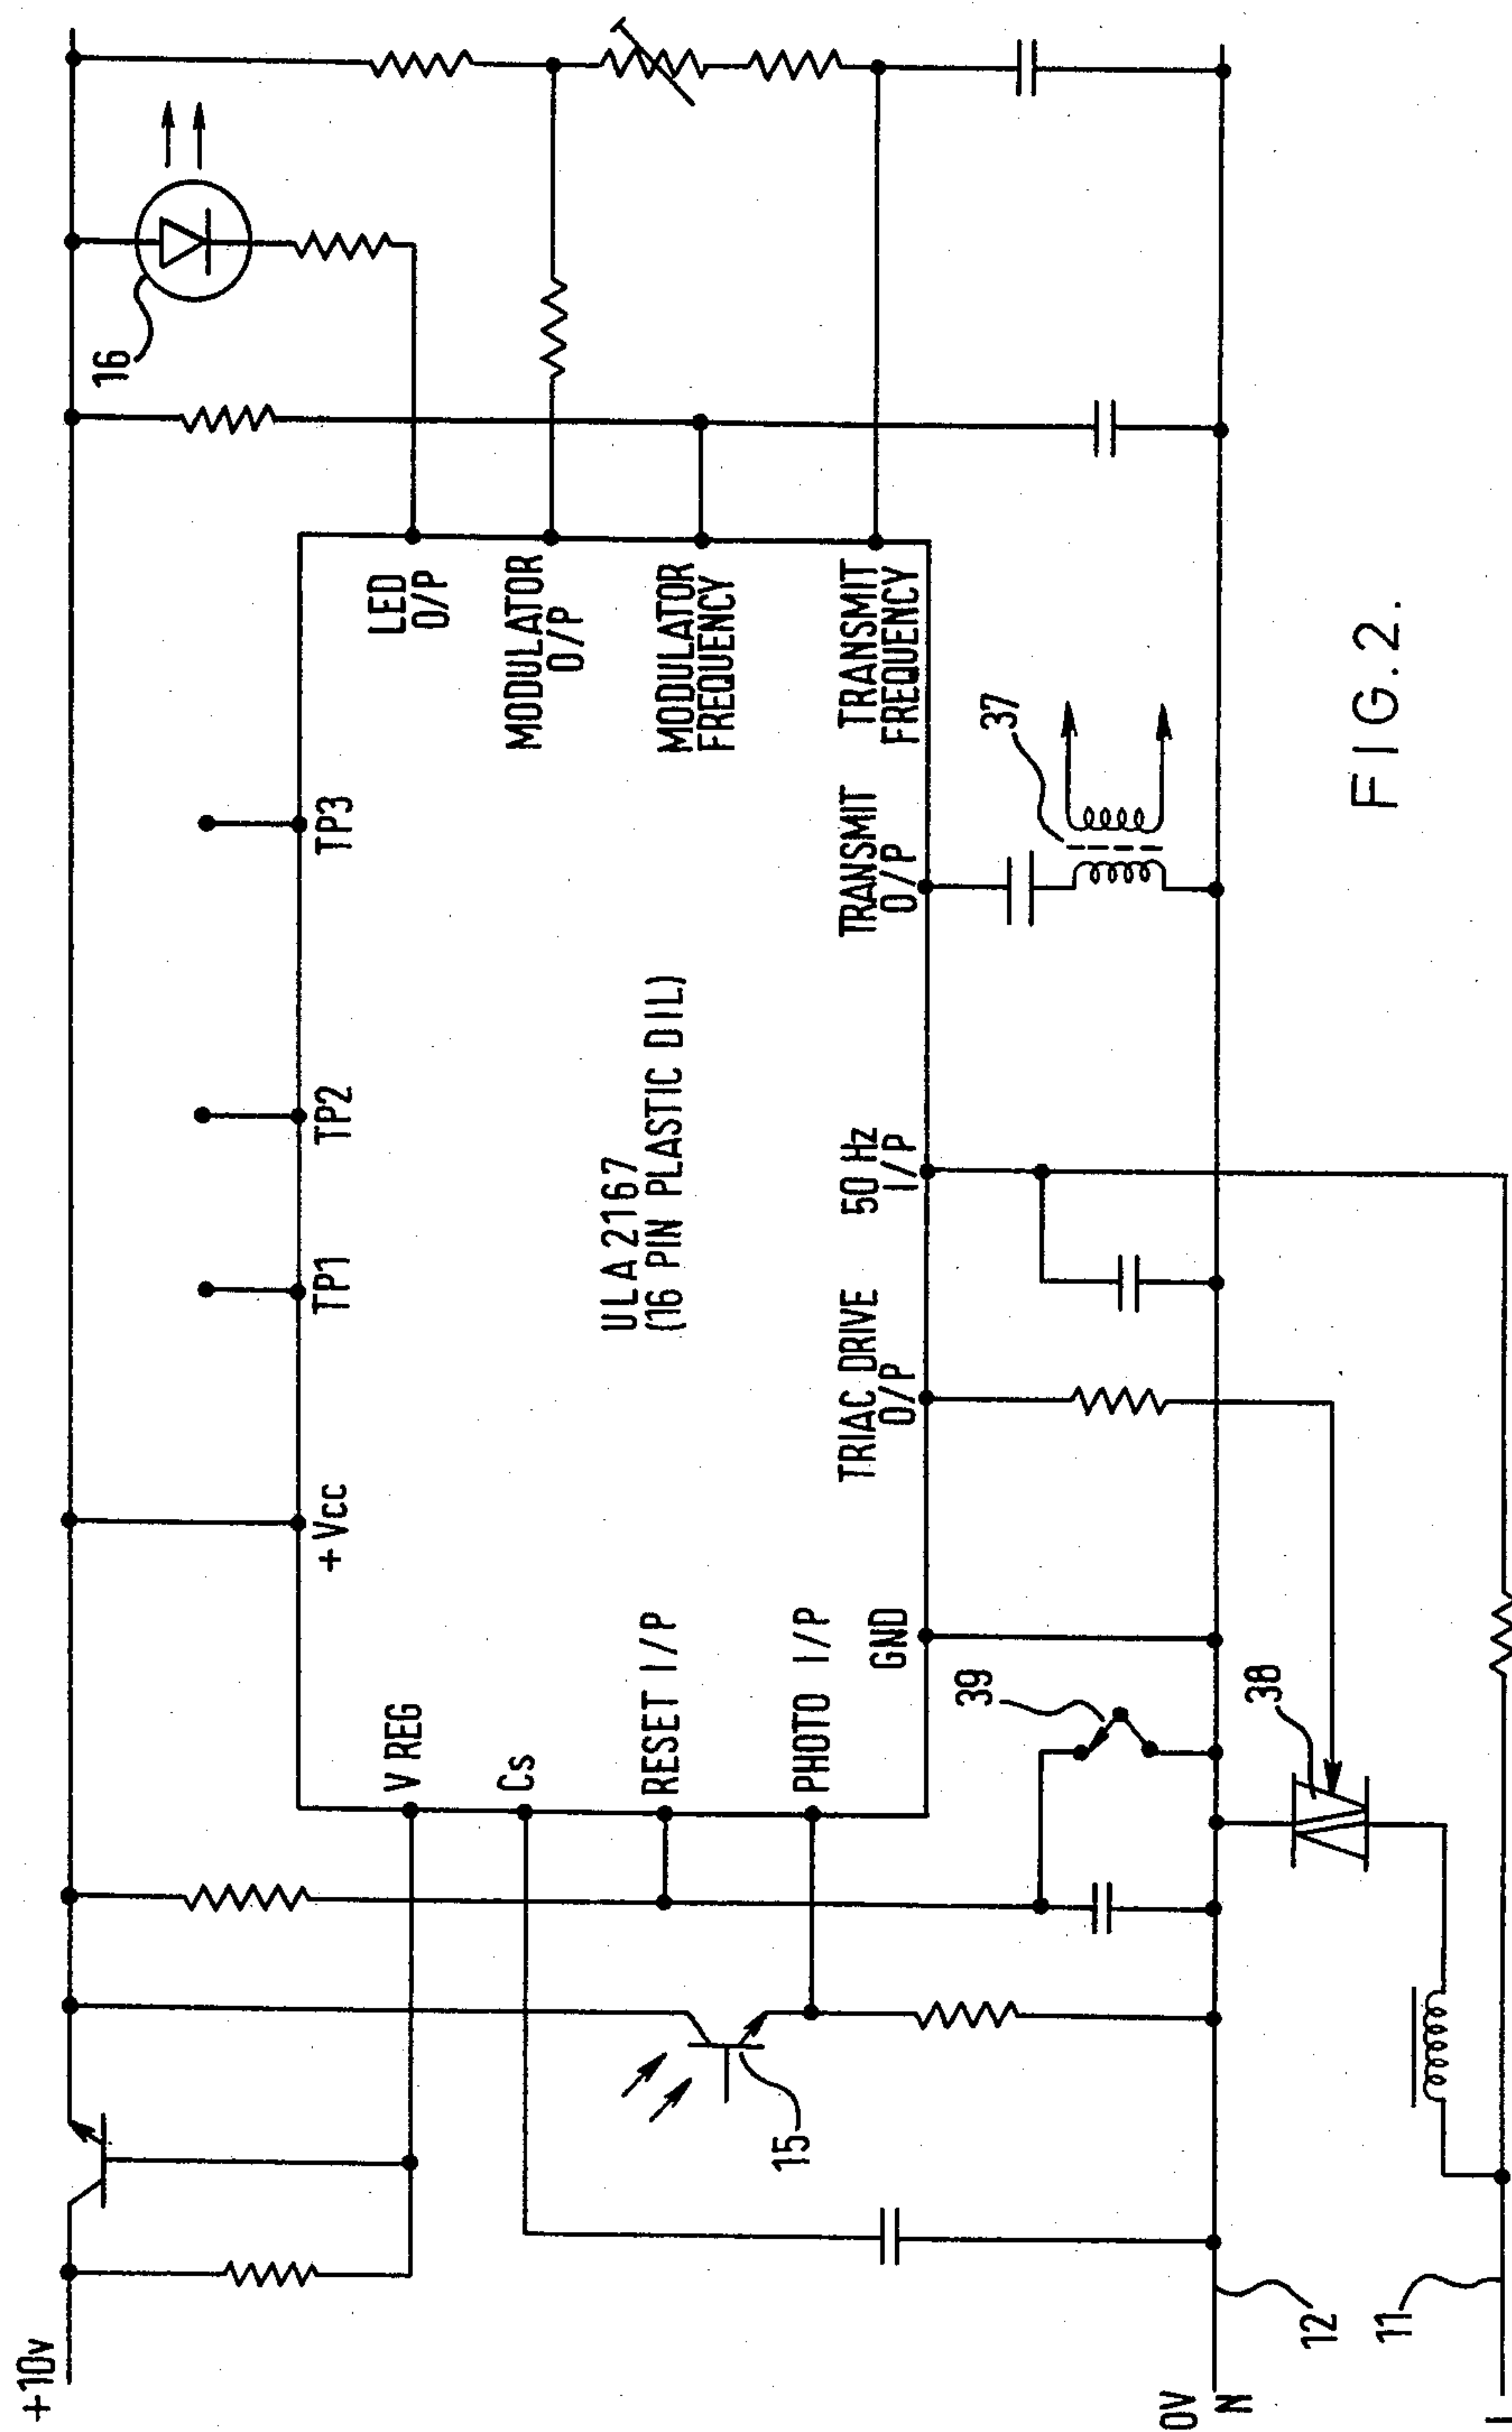 +10v
16
V REG
Cs
RESET I/P
PHOTO I/P
+Vcc
TP1
TP2
TP3
LED
O/P
MODULATOR
O/P
MODULATOR
FREQUENCY
TRANSMIT
FREQUENCY
ULA 2167
(16 PIN PLASTIC DIL)
GND
TRIAC DRIVE
O/P
50 Hz
I/P
TRANSMIT
O/P
15
39
38
37
0V
N
12
11
FIG.2.